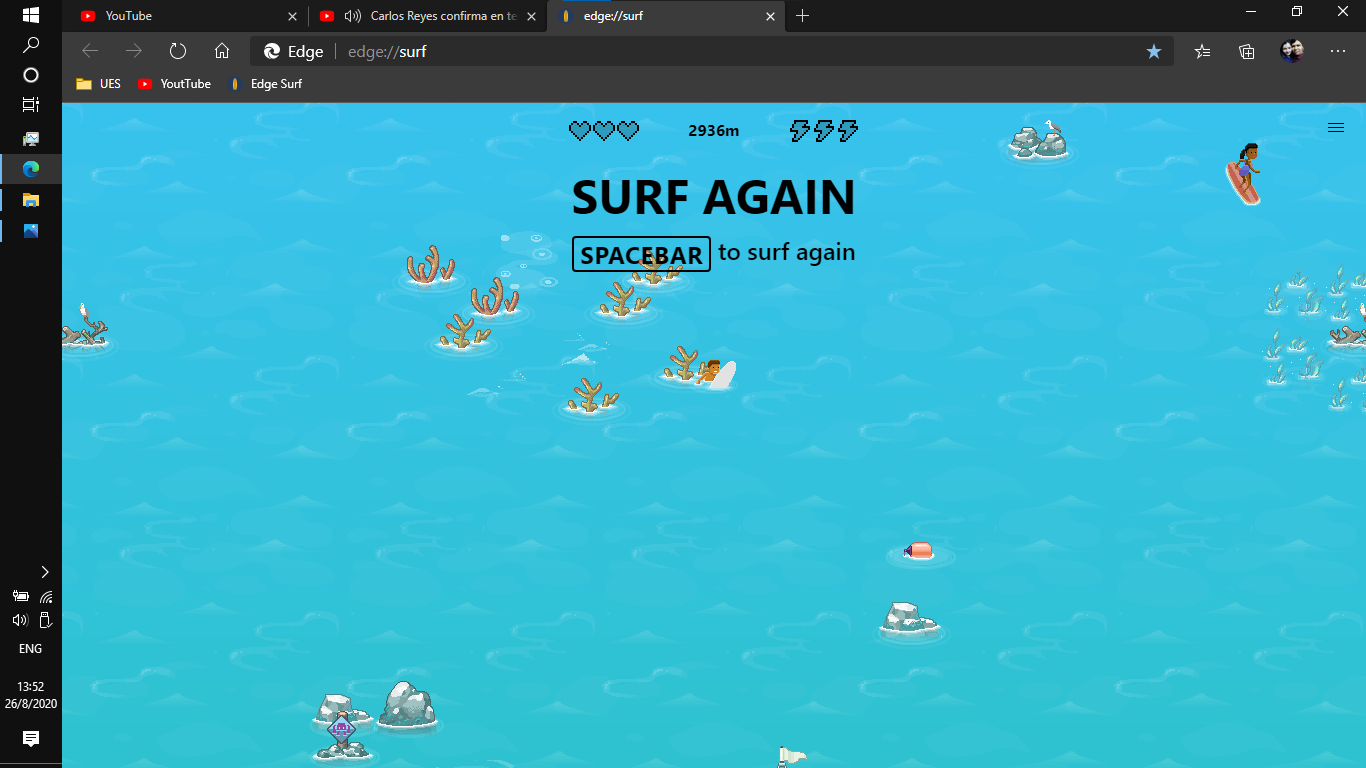 YouTube
Carlos Reyes confirma en te
edge://surf
Edge
edge://surf
UES
YoutTube
Edge Surf
2936m
SURF AGAIN
SPACEBAR to surf again
ENG
13:52
26/8/2020